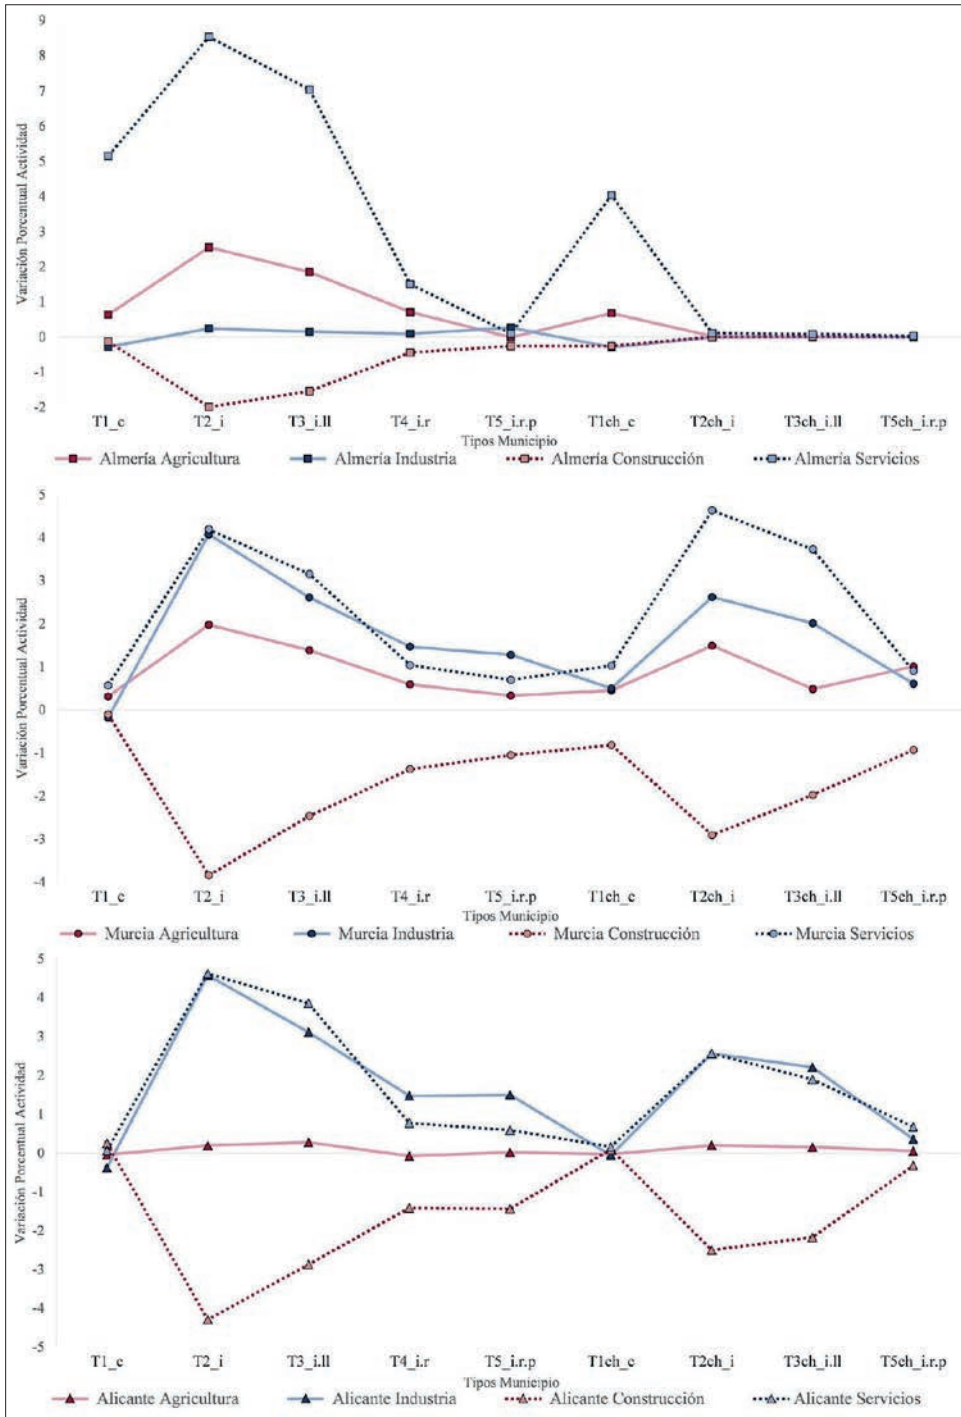 9
8
7
6
5
4
3
2
1
0
-1
-2
Variación Porcentual Actividad
T1_c T2_i T3_i.ll T4_i.r T5_i.r.p T1ch_c T2ch_i T3ch_i.ll T5ch_i.r.p
Tipos Municipio
Almería Agricultura Almería Industria Almería Construcción Almería Servicios
5
4
3
2
1
0
-1
-2
-3
-4
Variación Porcentual Actividad
T1_c T2_i T3_i.ll T4_i.r T5_i.r.p T1ch_c T2ch_i T3ch_i.ll T5ch_i.r.p
Tipos Municipio
Murcia Agricultura Murcia Industria Murcia Construcción Murcia Servicios
5
4
3
2
1
0
-1
-2
-3
-4
-5
Variación Porcentual Actividad
T1_c T2_i T3_i.ll T4_i.r T5_i.r.p T1ch_c T2ch_i T3ch_i.ll T5ch_i.r.p
Tipos Municipio
Alicante Agricultura Alicante Industria Alicante Construcción Alicante Servicios